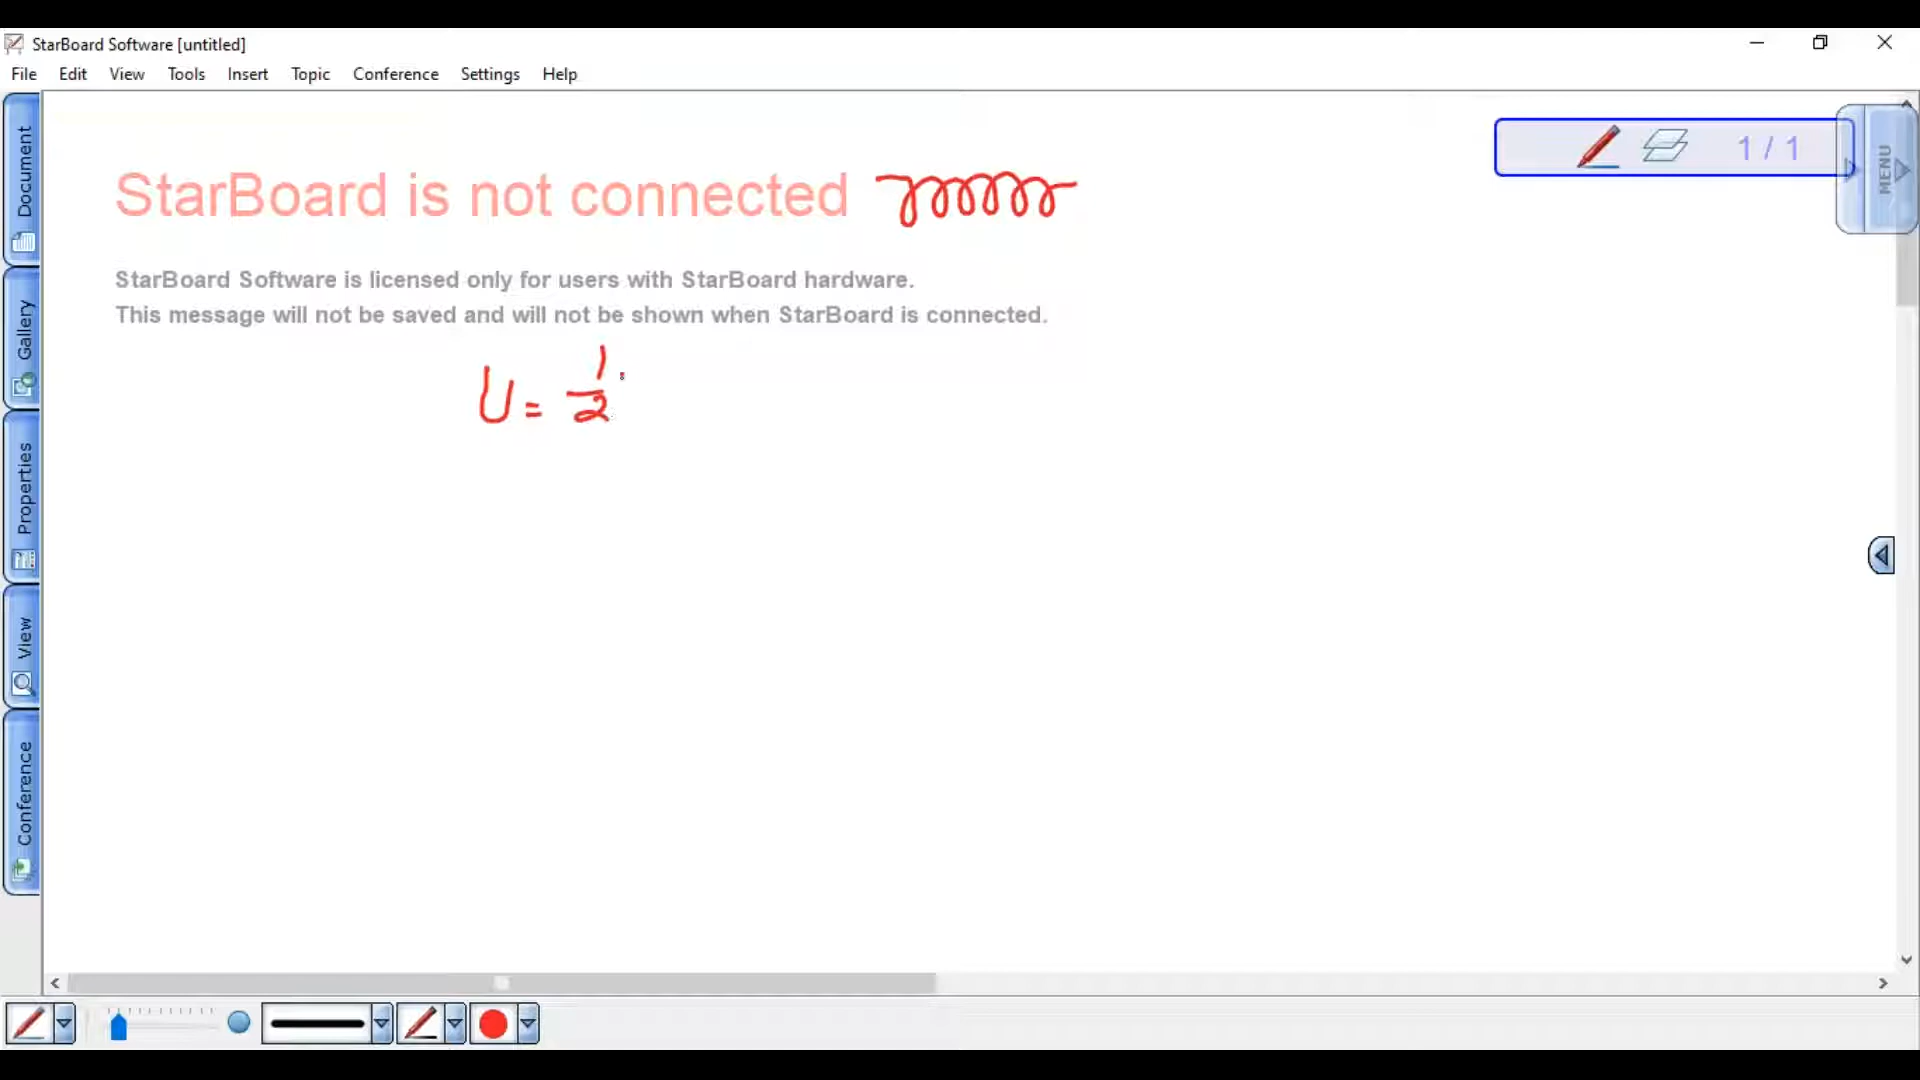 StarBoard Software [untitled]
File Edit View Tools Insert Topic Conference Settings Help
Document
Gallery
Properties
View
Conference
1 / 1
MENU
StarBoard is not connected
StarBoard Software is licensed only for users with StarBoard hardware.
This message will not be saved and will not be shown when StarBoard is connected.
U = 1/2